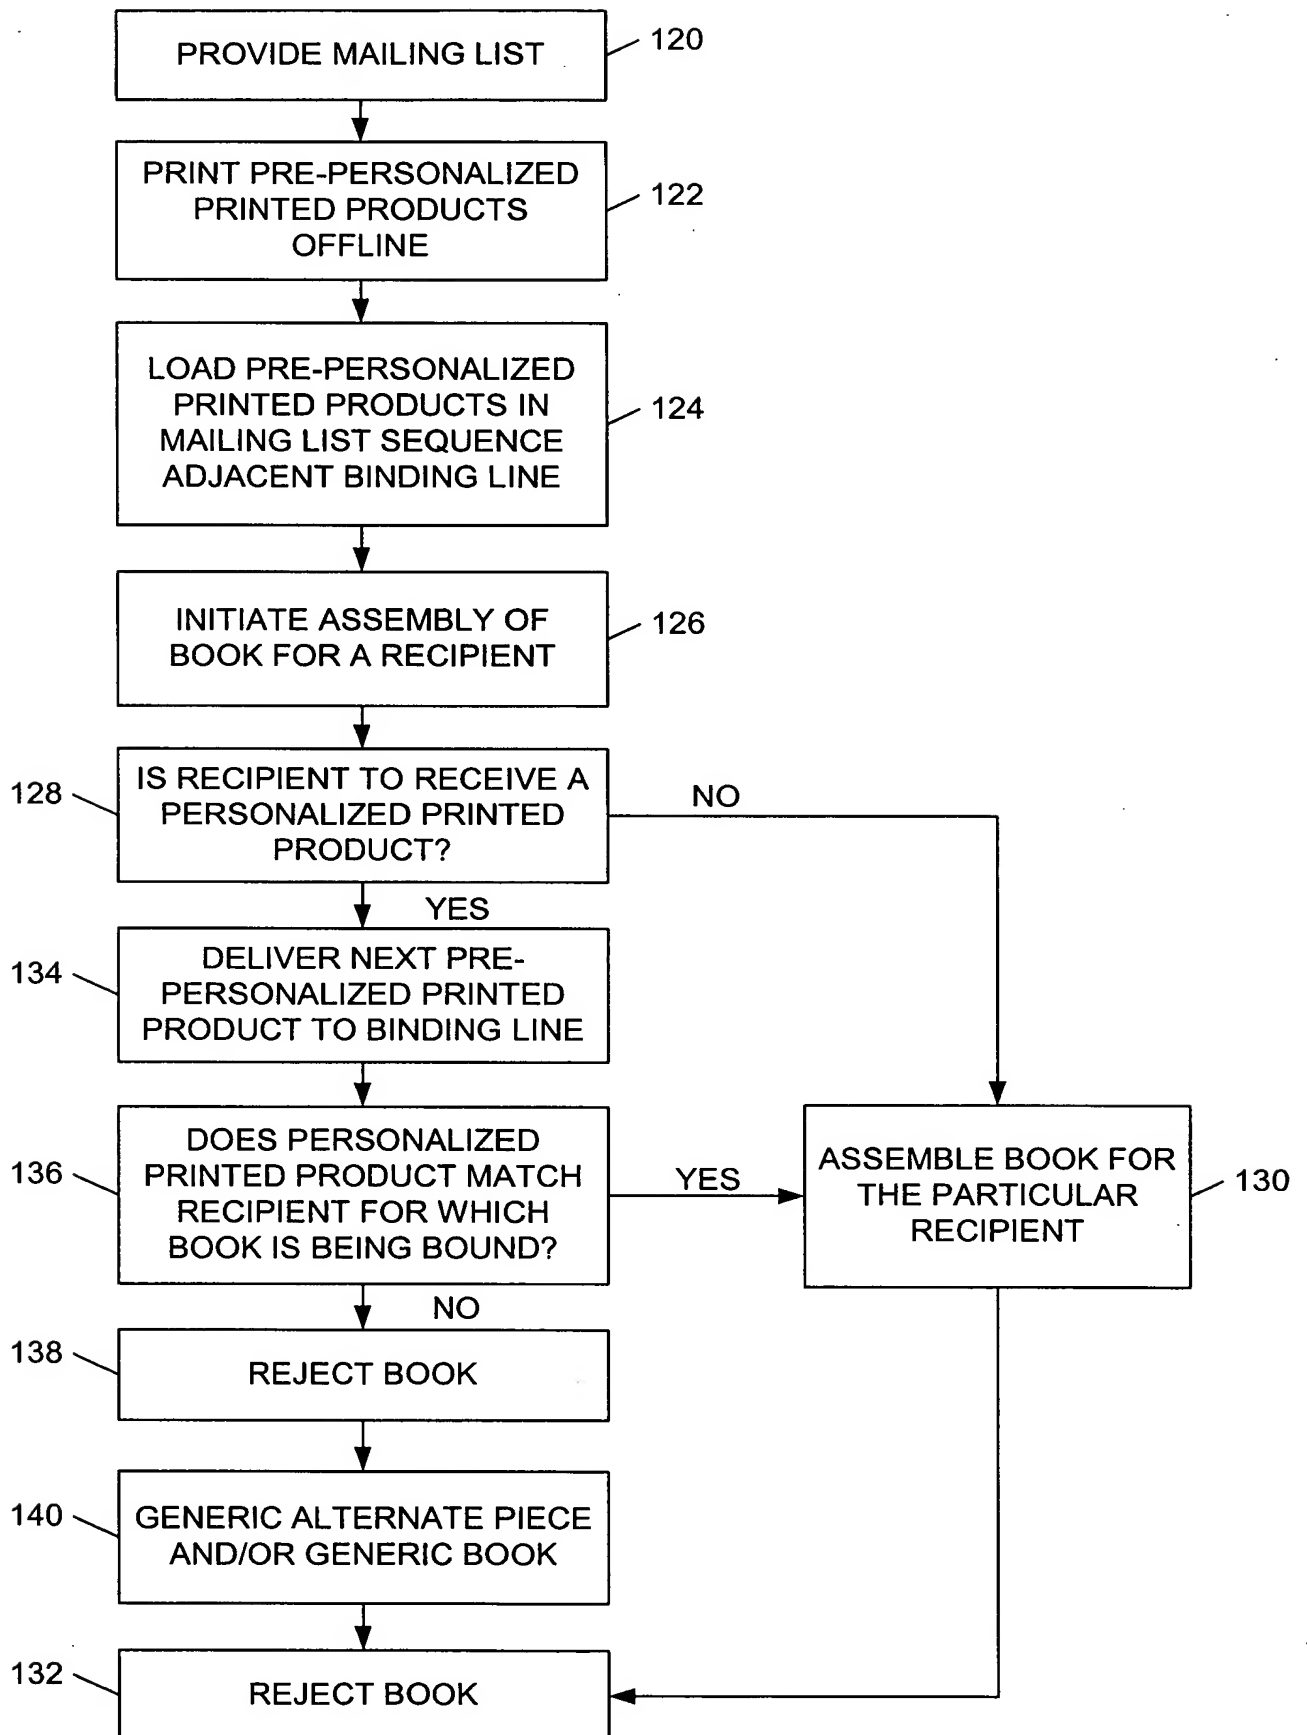 PROVIDE MAILING LIST
120
PRINT PRE-PERSONALIZED
PRINTED PRODUCTS
OFFLINE
122
LOAD PRE-PERSONALIZED
PRINTED PRODUCTS IN
MAILING LIST SEQUENCE
ADJACENT BINDING LINE
124
INITIATE ASSEMBLY OF
BOOK FOR A RECIPIENT
126
128
IS RECIPIENT TO RECEIVE A
PERSONALIZED PRINTED
PRODUCT?
NO
YES
134
DELIVER NEXT PRE-
PERSONALIZED PRINTED
PRODUCT TO BINDING LINE
136
DOES PERSONALIZED
PRINTED PRODUCT MATCH
RECIPIENT FOR WHICH
BOOK IS BEING BOUND?
YES
ASSEMBLE BOOK FOR
THE PARTICULAR
RECIPIENT
130
NO
138
REJECT BOOK
140
GENERIC ALTERNATE PIECE
AND/OR GENERIC BOOK
132
REJECT BOOK